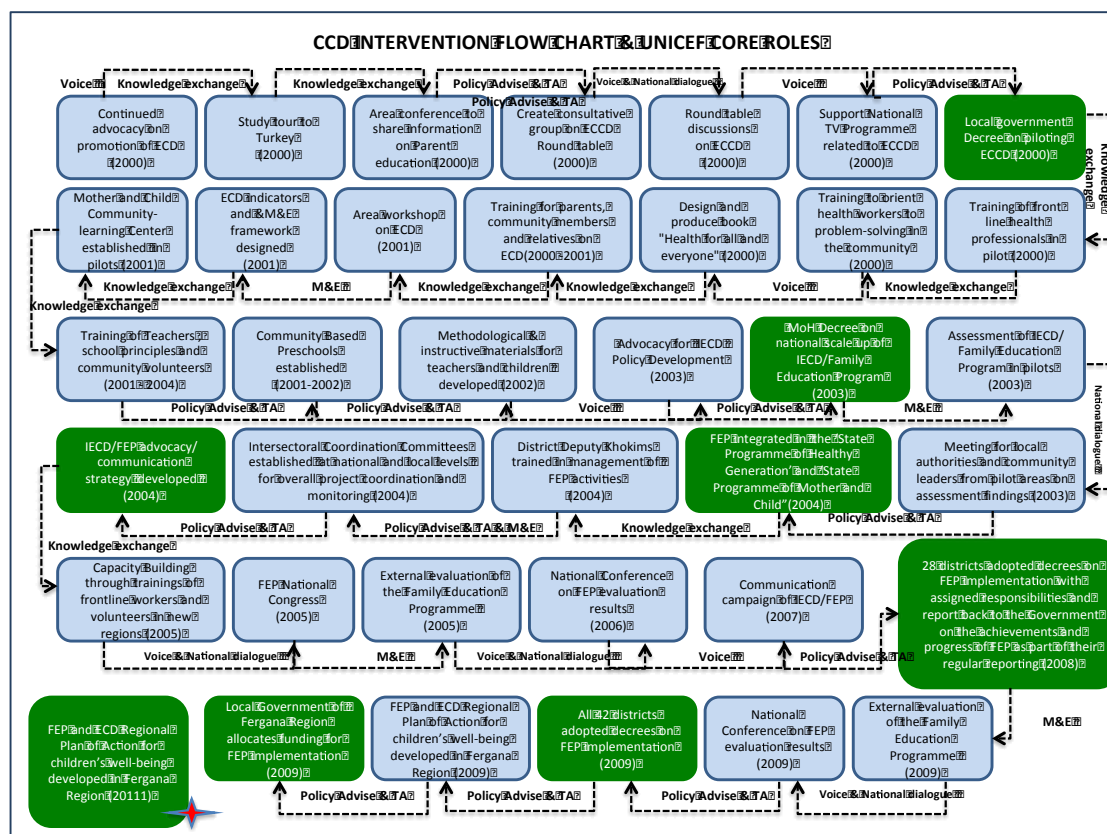 CCD INTERVENTION FLOW CHART & UNICEF CORE ROLES
Voice
Knowledge exchange
Knowledge exchange
Policy Advise & TA
Policy Advise & TA
Voice & National dialogue
Voice
Policy Advise & TA
Continued
advocacy on
promotion of ECD
(2000)
Study tour to
Turkey
(2000)
Area conference to
share information
on Parent
education (2000)
Create consultative
group on ECCD
Round table
(2000)
Round table
discussions
on ECCD
(2000)
Support National
TV Programme
related to ECCD
(2000)
Local government
Decree on piloting
ECCD (2000)
Knowledge
exchange
Mother and Child
Community-
learning Center
established in
pilots (2001)
ECD indicators
and & M&E
framework
designed
(2001)
Area workshop
on ECD
(2001)
Training for parents,
community members
and relatives on
ECD(2000-2001)
Design and
produce book
"Health for all and
everyone" (2000)
Training to orient
health workers to
problem-solving in
the community
(2000)
Training of front
line health
professionals in
pilot (2000)
Knowledge exchange
M&E
Knowledge exchange
Knowledge exchange
Voice
Knowledge exchange
Knowledge exchange
Training of Teachers,
school principles and
community volunteers
(2001-2004)
Community Based
Preschools
established
(2001-2002)
Methodological &
instructive materials for
teachers and children
developed (2002)
Advocacy for IECD
Policy Development
(2003)
MoH Decree on
national scale up of
IECD/Family
Education Program
(2003)
Assessment of IECD/
Family Education
Program in pilots
(2003)
Policy Advise & TA
Policy Advise & TA
Voice
Policy Advise & TA
M&E
National
dialogue
IECD/FEP advocacy/
communication
strategy developed
(2004)
Intersectoral Coordination Committees
established at national and local levels
for overall project coordination and
monitoring (2004)
District Deputy Khokims
trained in management of
FEP activities
(2004)
FEP integrated in the State
Programme of Healthy
Generation' and State
Programme of Mother and
Child" (2004)
Meeting for local
authorities and community
leaders from pilot areas on
assessment findings (2003)
Policy Advise & TA
Policy Advise & TA & M&E
Knowledge exchange
Policy Advise & TA
Knowledge exchange
Capacity Building
through trainings of
frontline workers and
volunteers in new
regions (2005)
FEP National
Congress
(2005)
External evaluation of
the Family Education
Programme
(2005)
National Conference
on FEP evaluation
results
(2006)
Communication
campaign of IECD/FEP
(2007)
28 districts adopted decrees on
FEP implementation with
assigned responsibilities and
report back to the Government
on the achievements and
progress of FEP as part of their
regular reporting (2008)
Voice & National dialogue
M&E
Voice & National dialogue
Voice
Policy Advise & TA
M&E
FEP and ECD Regional
Plan of Action for
children's well-being
developed in Fergana
Region (20111)
Local Government of
Fergana Region
allocates funding for
FEP implementation
(2009)
FEP and ECD Regional
Plan of Action for
children's well-being
developed in Fergana
Region (2009)
All 42 districts
adopted decrees on
FEP implementation
(2009)
National
Conference on FEP
evaluation results
(2009)
External evaluation
of the Family
Education
Programme
(2009)
Policy Advise & TA
Policy Advise & TA
Policy Advise & TA
Voice & National dialogue